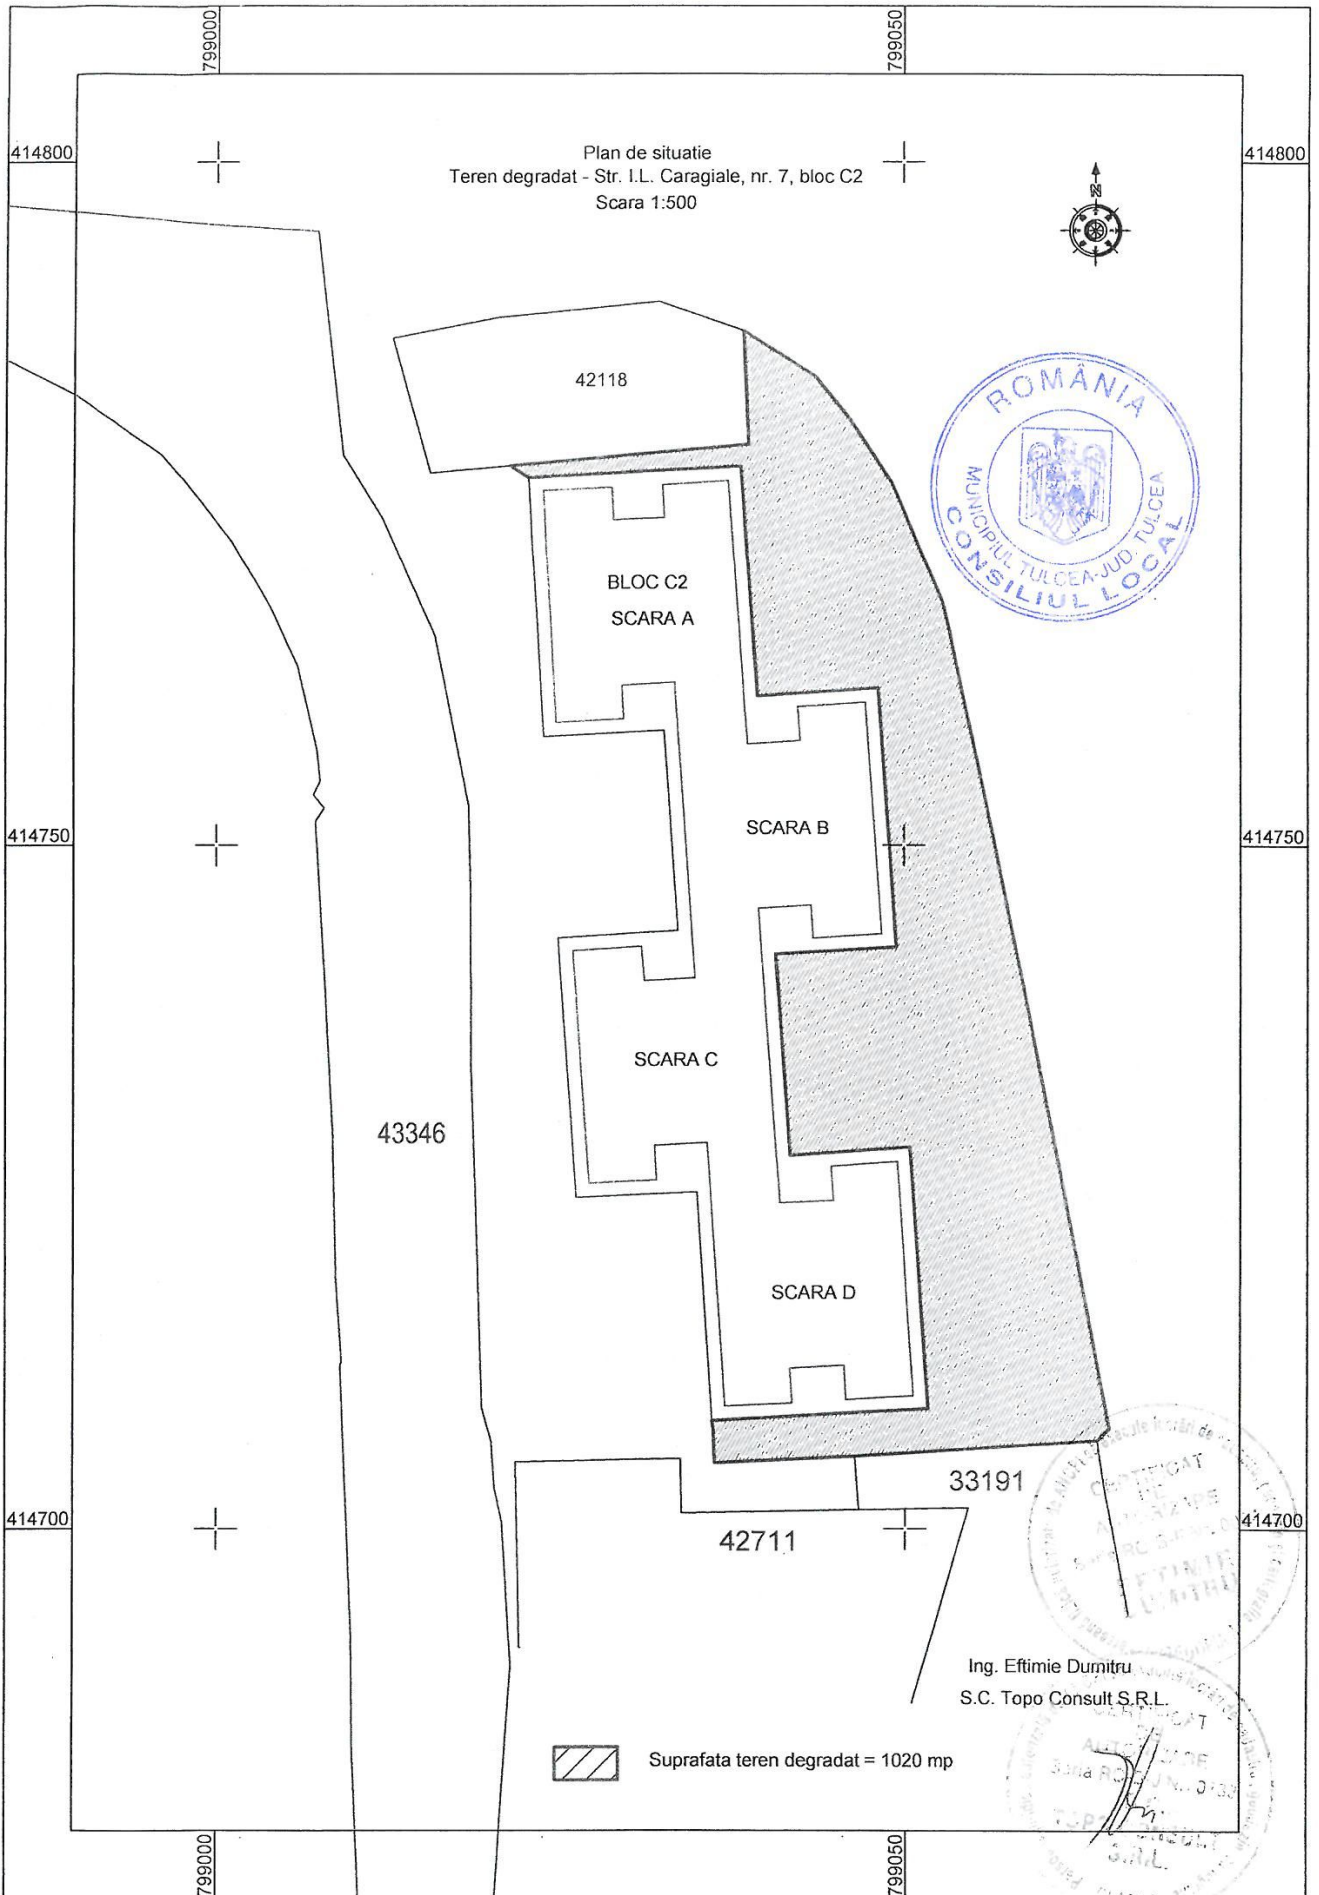 799000
799050
414800
414800
Plan de situatie
Teren degradat - Str. I.L. Caragiale, nr. 7, bloc C2
Scara 1:500
N
42118
ROMÂNIA
MUNICIPIUL TULCEA-JUD. TULCEA
CONSILIUL LOCAL
BLOC C2
SCARA A
414750
SCARA B
414750
SCARA C
43346
SCARA D
33191
CERTIFICAT
414700
42711
414700
Ing. Eftimie Dumitru
S.C. Topo Consult S.R.L.
CERTIFICAT
Suprafata teren degradat = 1020 mp
S.R.L.
799000
799050